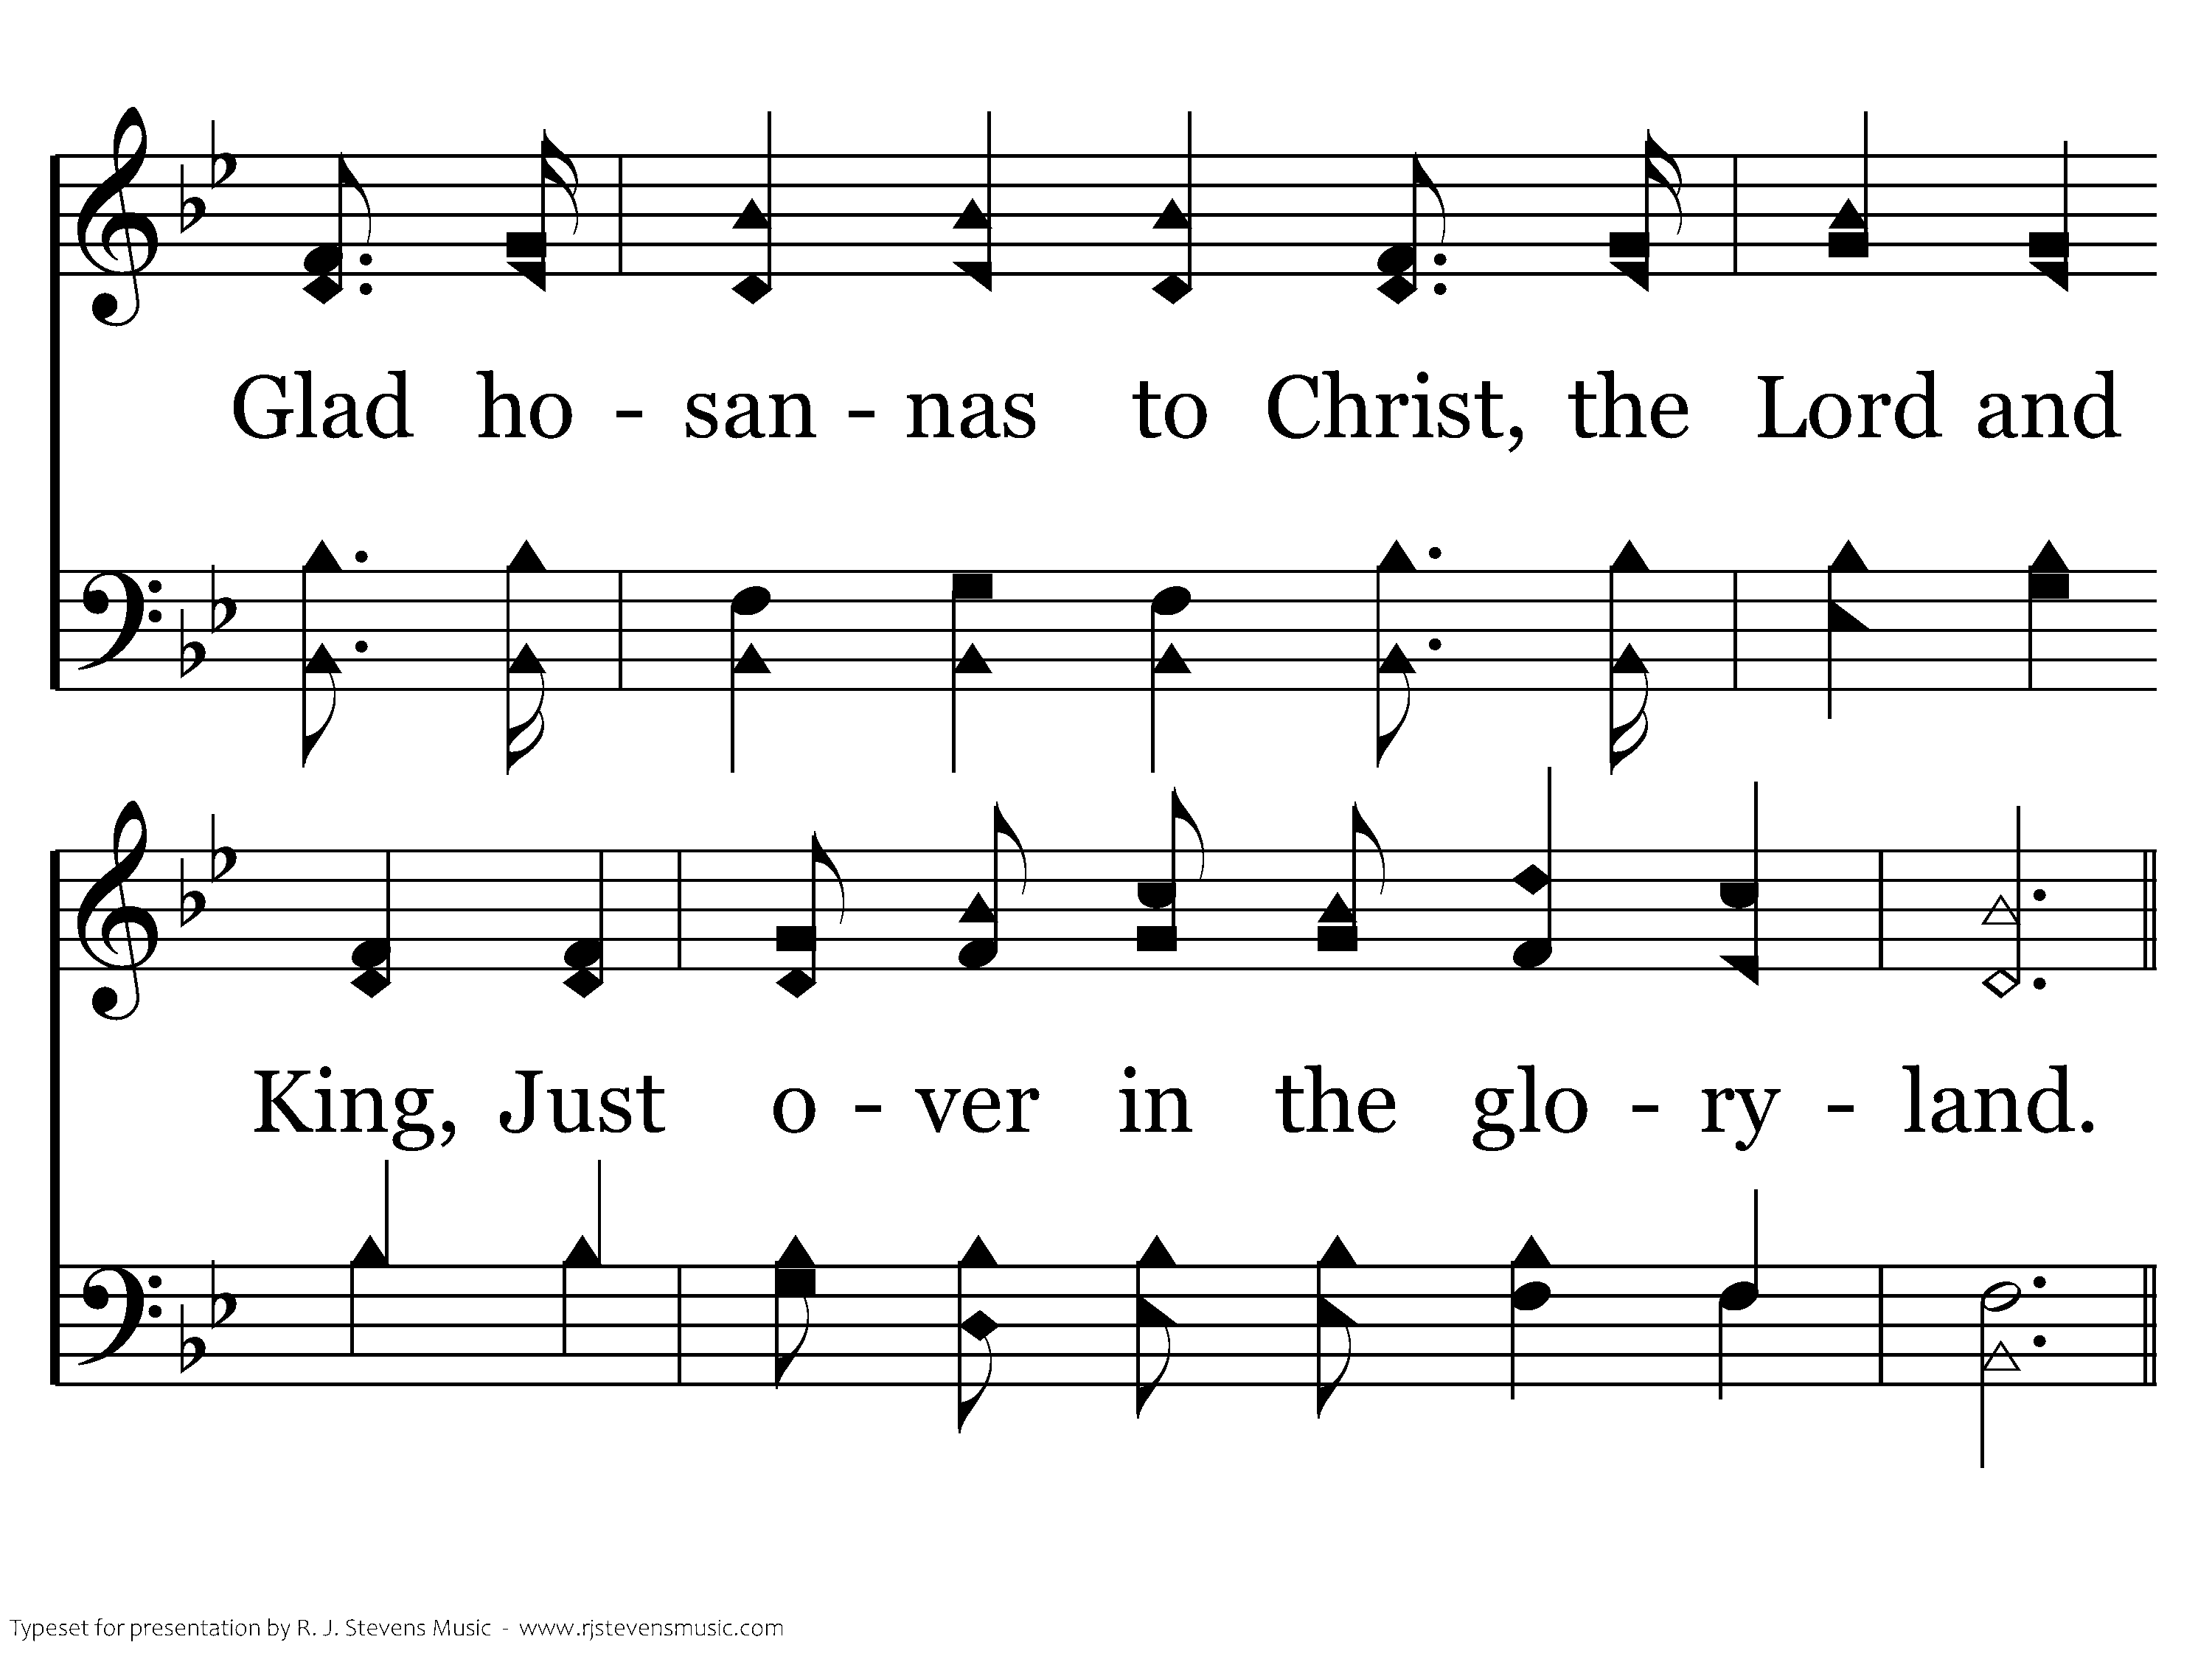 Glad ho - san - nas to Christ, the Lord and
King, Just o - ver in the glo - ry - land.
Typeset for presentation by R. J. Stevens Music - www.rjstevensmusic.com